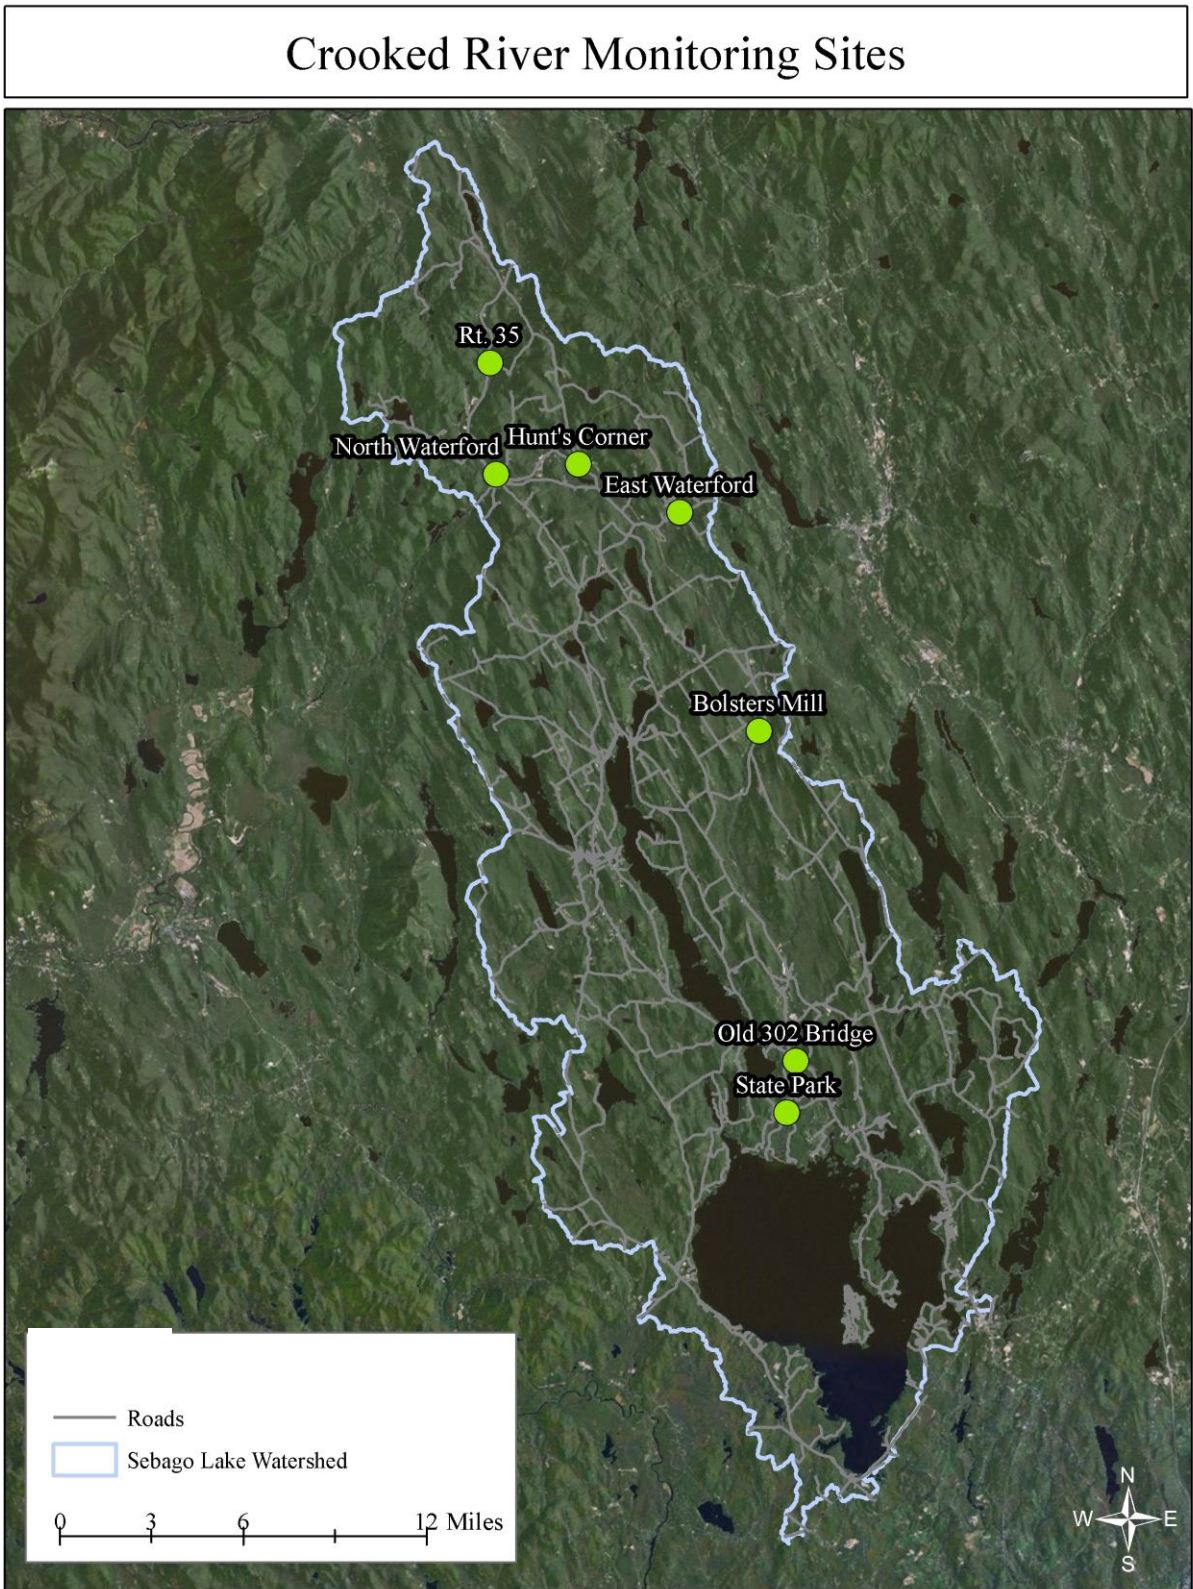 Crooked River Monitoring Sites
Rt. 35
North Waterford
Hunt's Corner
East Waterford
Bolsters Mill
Old 302 Bridge
State Park
Roads
Sebago Lake Watershed
0 3 6 12 Miles
N
W E
S